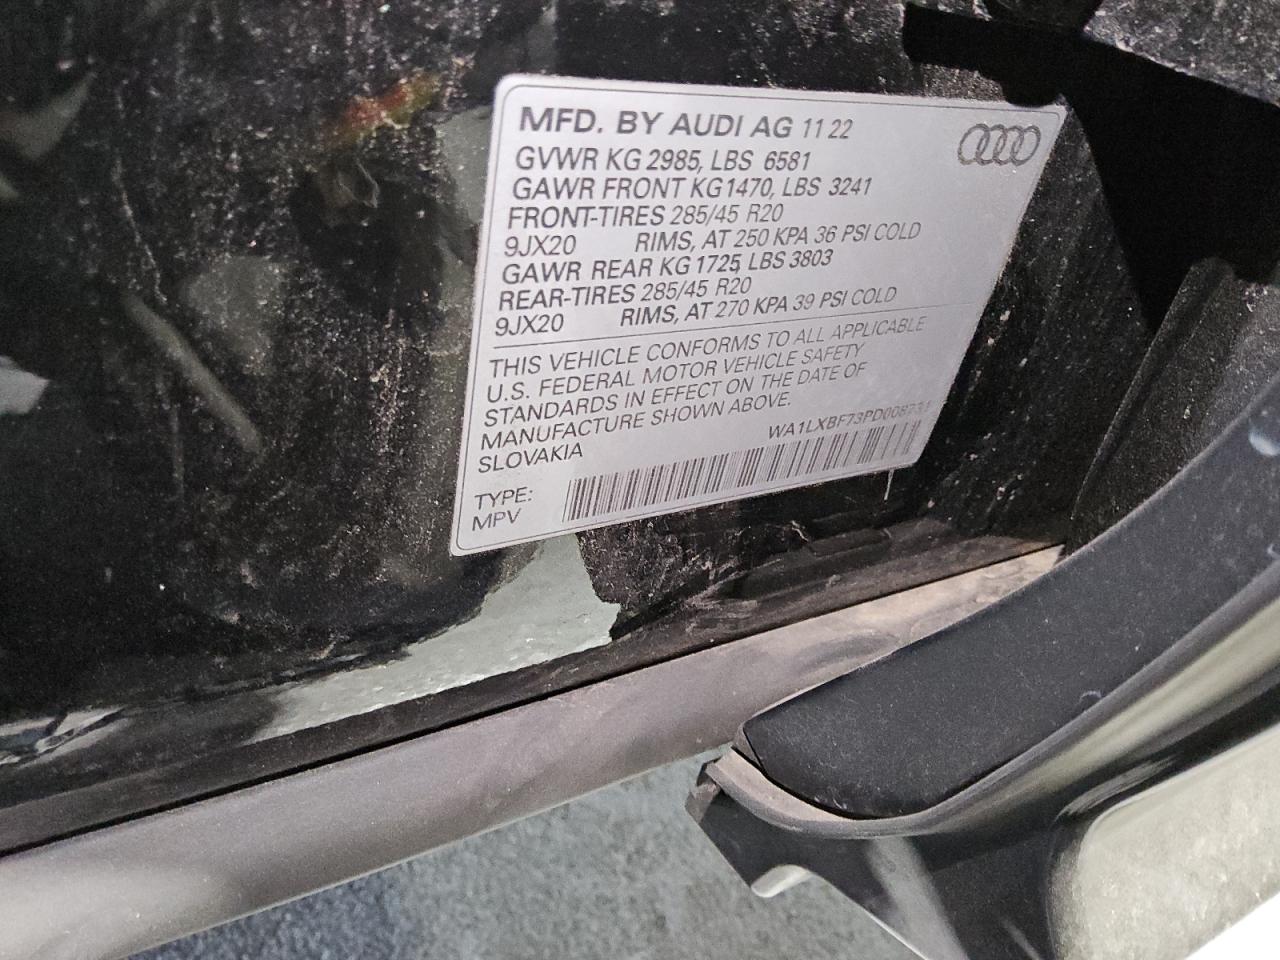 MFD. BY AUDI AG 11 22
GVWR KG 2985, LBS 6581
GAWR FRONT KG 1470, LBS 3241
FRONT-TIRES 285/45 R20
9JX20 RIMS, AT 250 KPA 36 PSI COLD
GAWR REAR KG 1725, LBS 3803
REAR-TIRES 285/45 R20
9JX20 RIMS, AT 270 KPA 39 PSI COLD
THIS VEHICLE CONFORMS TO ALL APPLICABLE
U.S. FEDERAL MOTOR VEHICLE SAFETY
STANDARDS IN EFFECT ON THE DATE OF
MANUFACTURE SHOWN ABOVE.
SLOVAKIA
TYPE:
MPV